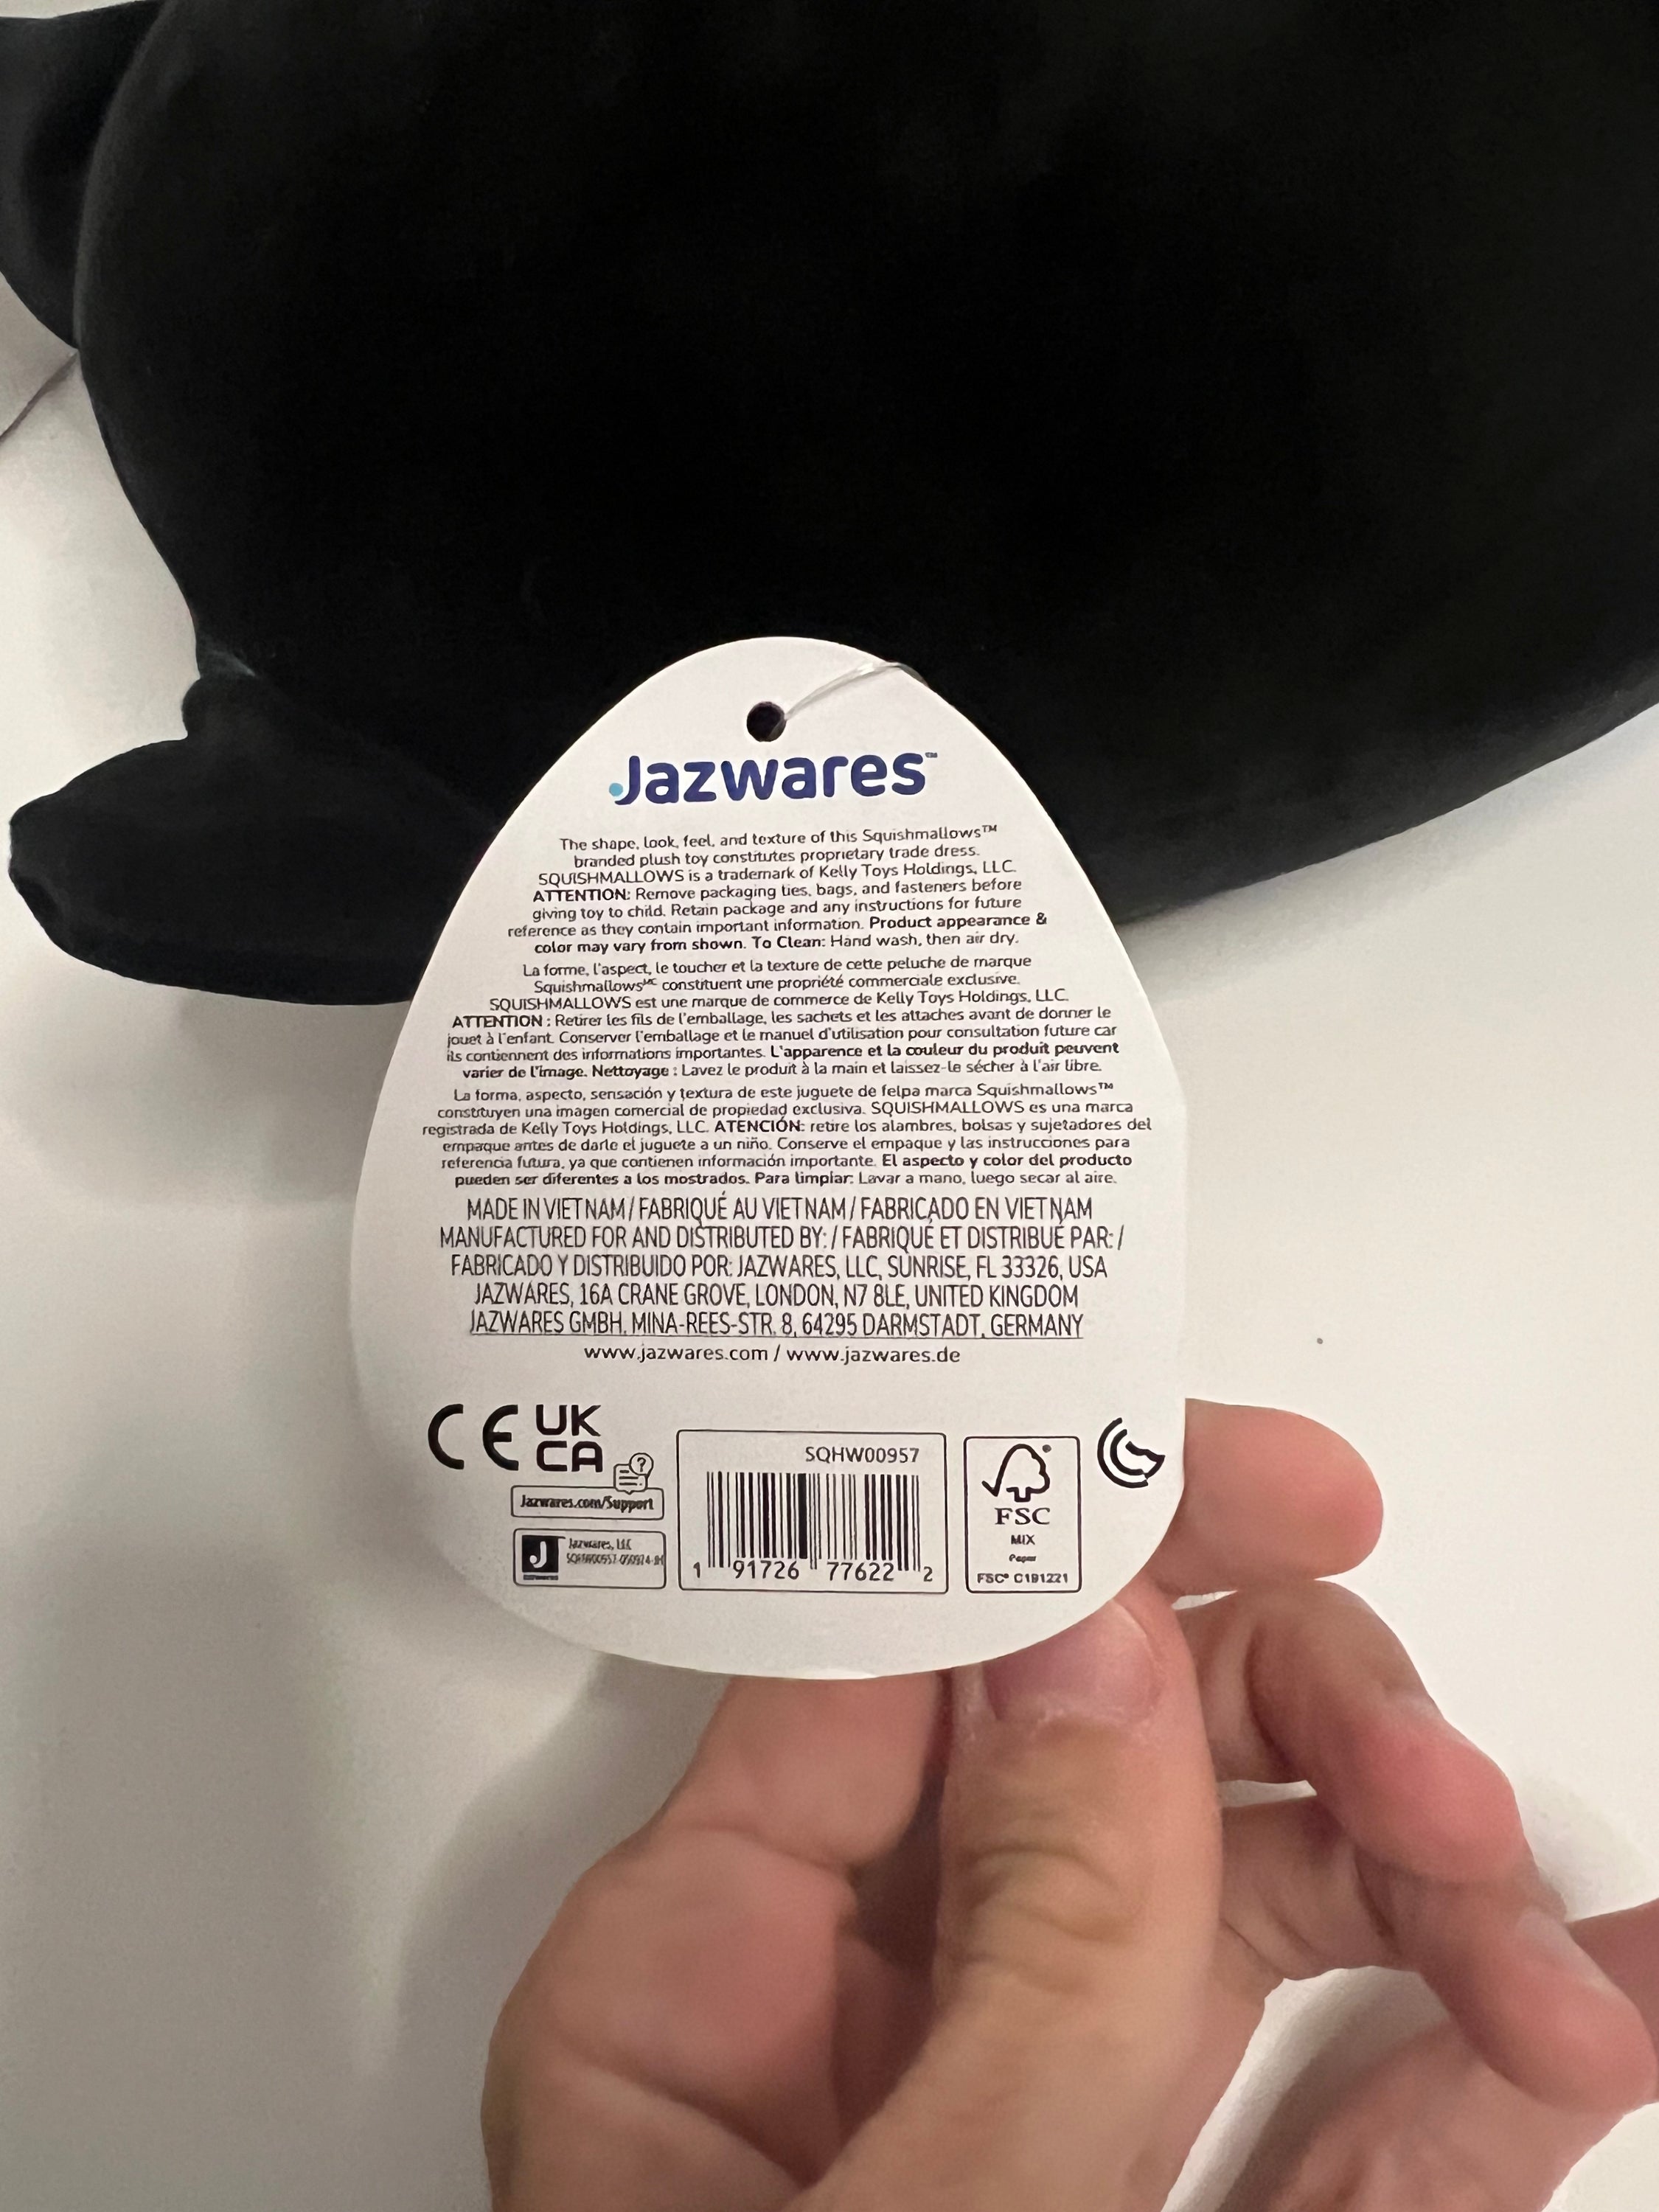 Jazwares™
The shape, look, feel, and texture of this Squishmallows™
branded plush toy constitutes proprietary trade dress.
SQUISHMALLOWS is a trademark of Kelly Toys Holdings, LLC.
ATTENTION: Remove packaging ties, bags, and fasteners before
giving toy to child. Retain package and any instructions for future
reference as they contain important information. Product appearance &
color may vary from shown. To Clean: Hand wash, then air dry.
La forme, l'aspect, le toucher et la texture de cette peluche de marque
Squishmallowsᴹᶜ constituent une propriété commerciale exclusive.
SQUISHMALLOWS est une marque de commerce de Kelly Toys Holdings, LLC.
ATTENTION : Retirer les fils de l'emballage, les sachets et les attaches avant de donner le
jouet à l'enfant. Conserver l'emballage et le manuel d'utilisation pour consultation future car
ils contiennent des informations importantes. L'apparence et la couleur du produit peuvent
varier de l'image. Nettoyage : Lavez le produit à la main et laissez-le sécher à l'air libre.
La forma, aspecto, sensación y textura de este juguete de felpa marca Squishmallows™
constituyen una imagen comercial de propiedad exclusiva. SQUISHMALLOWS es una marca
registrada de Kelly Toys Holdings, LLC. ATENCIÓN: retire los alambres, bolsas y sujetadores del
empaque antes de darle el juguete a un niño. Conserve el empaque y las instrucciones para
referencia futura, ya que contienen información importante. El aspecto y color del producto
pueden ser diferentes a los mostrados. Para limpiar: Lavar a mano, luego secar al aire.
MADE IN VIETNAM / FABRIQUÉ AU VIETNAM / FABRICADO EN VIETNAM
MANUFACTURED FOR AND DISTRIBUTED BY: / FABRIQUÉ ET DISTRIBUÉ PAR: /
FABRICADO Y DISTRIBUIDO POR: JAZWARES, LLC, SUNRISE, FL 33326, USA
JAZWARES, 16A CRANE GROVE, LONDON, N7 8LE, UNITED KINGDOM
JAZWARES GMBH, MINA-REES-STR. 8, 64295 DARMSTADT, GERMANY
www.jazwares.com / www.jazwares.de
CE UK
CA
?
Jazwares.com/Support
J
Jazwares, LLC
SQHW00957
1 91726 77622 2
FSC
MIX
Paper
FSC® C191221